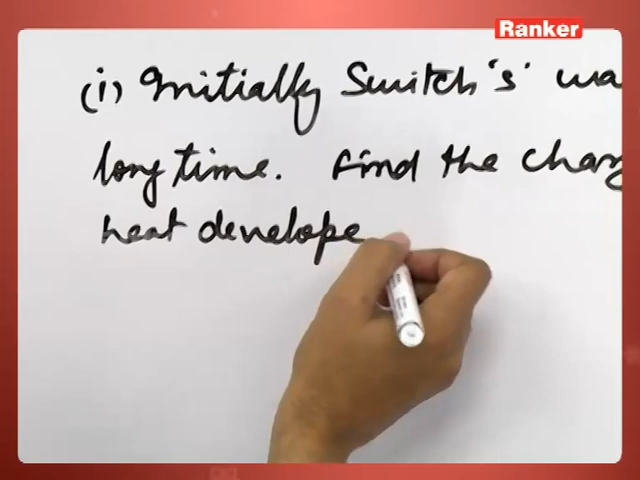 Ranker
(i) Initially Switch 's' wa
long time. Find the charg
heat develope